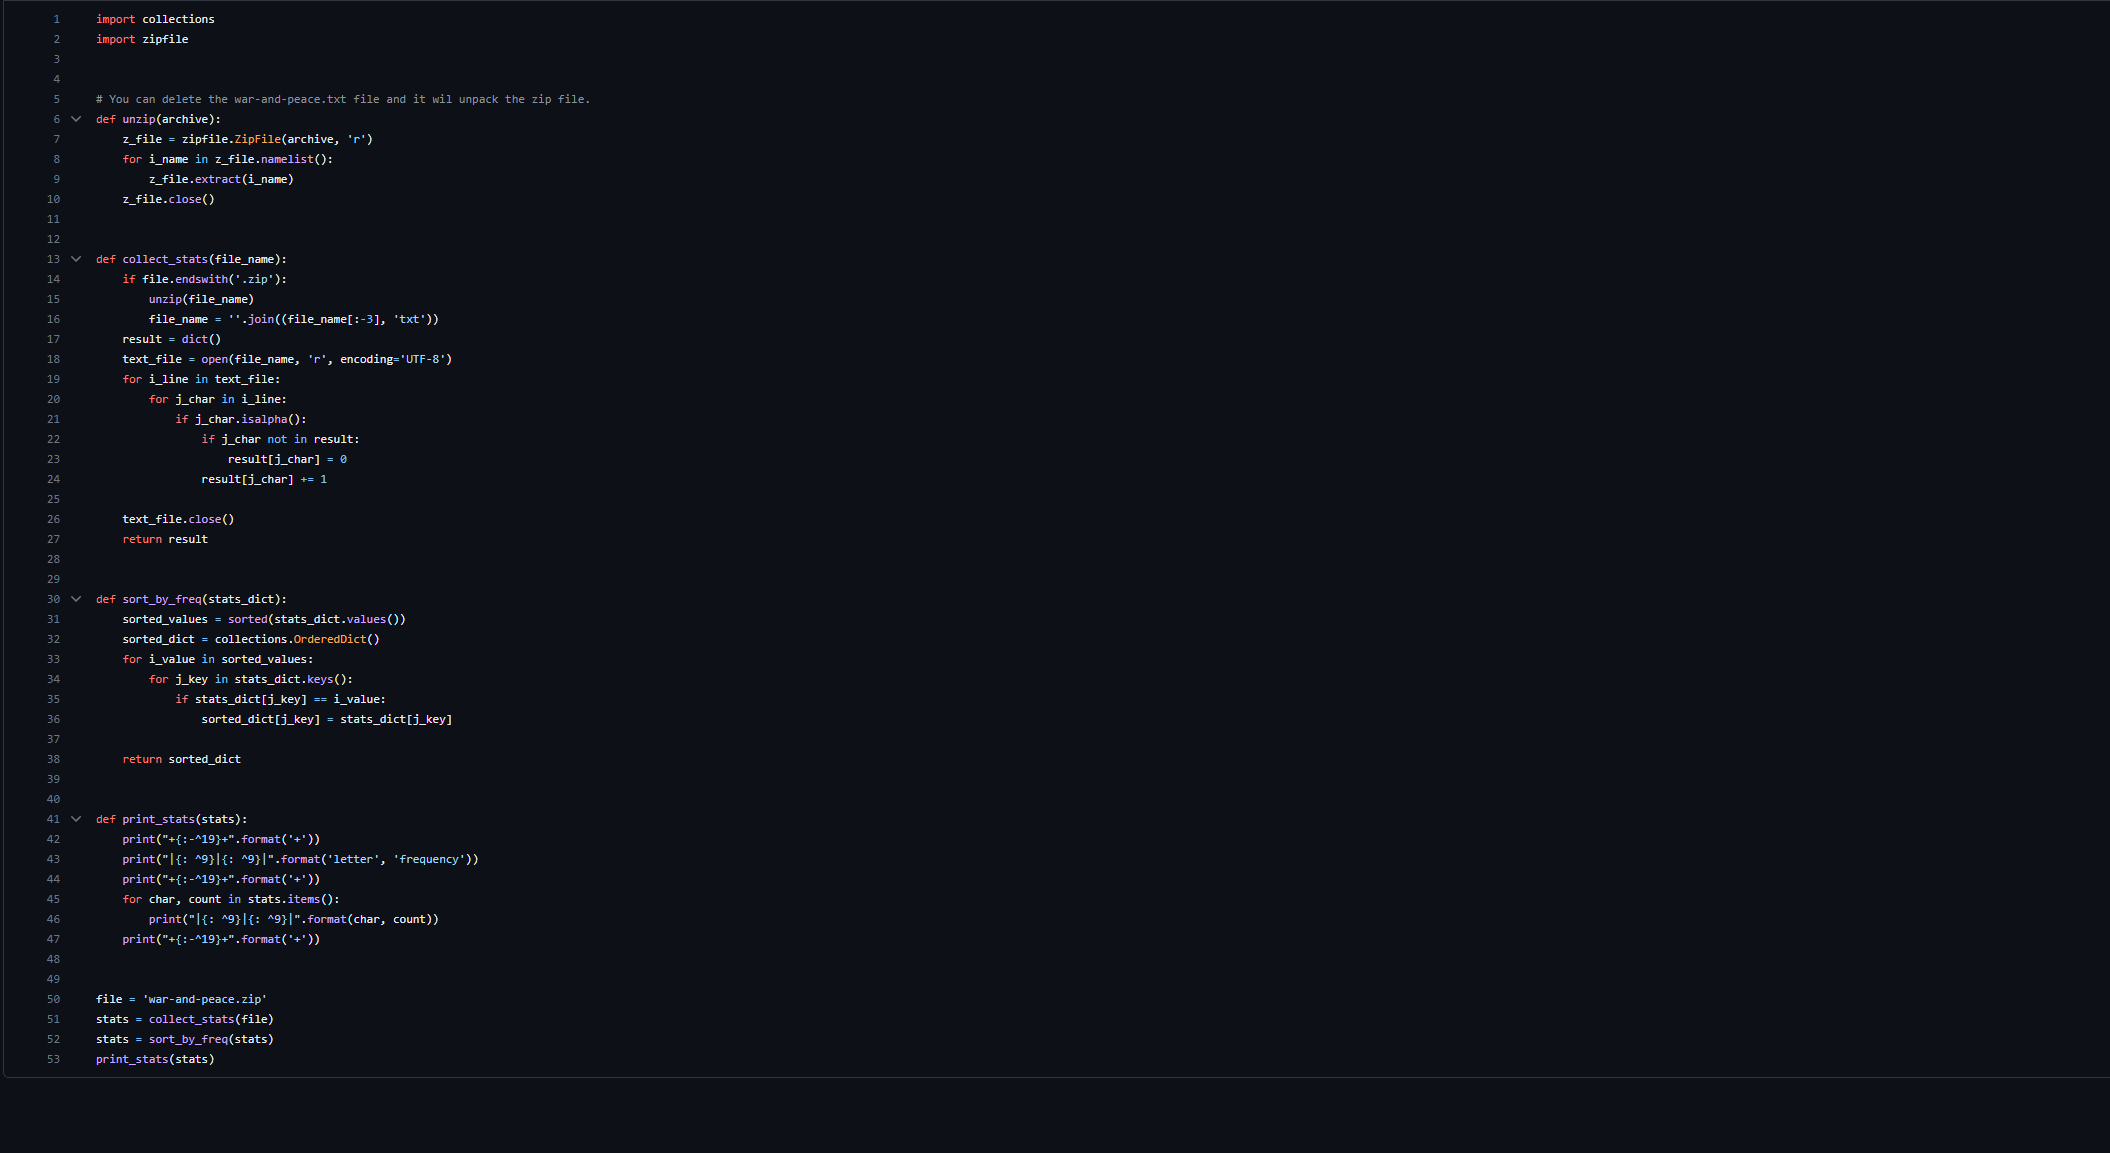 1 import collections
2 import zipfile
3
4
5 # You can delete the war-and-peace.txt file and it wil unpack the zip file.
6 def unzip(archive):
7     z_file = zipfile.ZipFile(archive, 'r')
8     for i_name in z_file.namelist():
9         z_file.extract(i_name)
10     z_file.close()
11
12
13 def collect_stats(file_name):
14     if file.endswith('.zip'):
15         unzip(file_name)
16         file_name = ''.join((file_name[:-3], 'txt'))
17     result = dict()
18     text_file = open(file_name, 'r', encoding='UTF-8')
19     for i_line in text_file:
20         for j_char in i_line:
21             if j_char.isalpha():
22                 if j_char not in result:
23                     result[j_char] = 0
24                 result[j_char] += 1
25
26     text_file.close()
27     return result
28
29
30 def sort_by_freq(stats_dict):
31     sorted_values = sorted(stats_dict.values())
32     sorted_dict = collections.OrderedDict()
33     for i_value in sorted_values:
34         for j_key in stats_dict.keys():
35             if stats_dict[j_key] == i_value:
36                 sorted_dict[j_key] = stats_dict[j_key]
37
38     return sorted_dict
39
40
41 def print_stats(stats):
42     print("+{:-^19}+".format('+'))
43     print("|{: ^9}|{: ^9}|".format('letter', 'frequency'))
44     print("+{:-^19}+".format('+'))
45     for char, count in stats.items():
46         print("|{: ^9}|{: ^9}|".format(char, count))
47     print("+{:-^19}+".format('+'))
48
49
50 file = 'war-and-peace.zip'
51 stats = collect_stats(file)
52 stats = sort_by_freq(stats)
53 print_stats(stats)